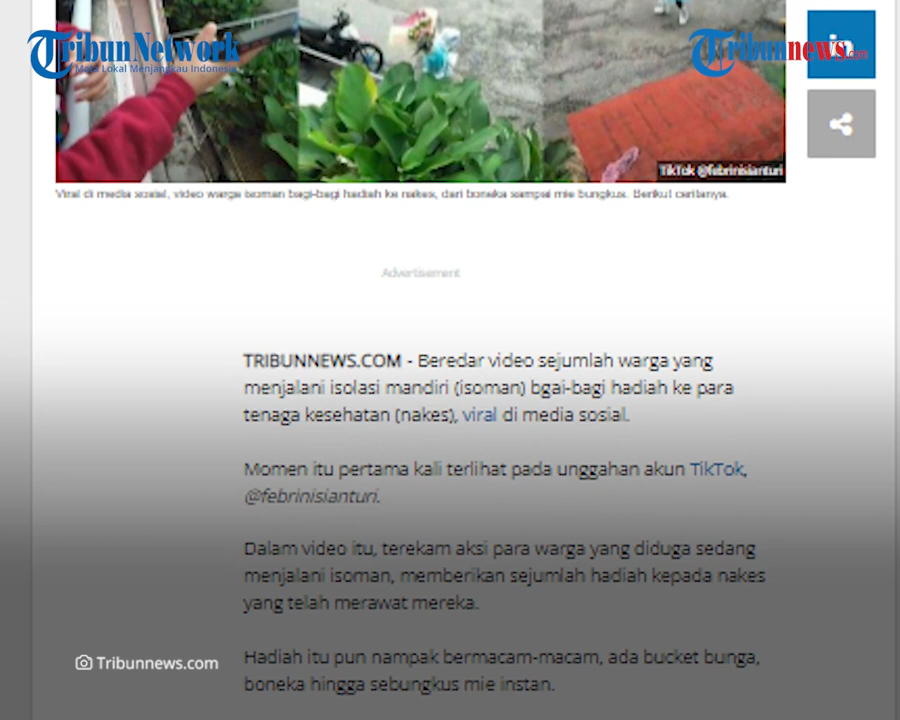 TribunNetwork
Mata Lokal Menjangkau Indonesia
Tribunnews.com
in
TikTok @febrinisianturi
Viral di media sosial, video warga isoman bagi-bagi hadiah ke nakes, dari boneka sampai mie bungkus. Berikut ceritanya.
Advertisement
TRIBUNNEWS.COM - Beredar video sejumlah warga yang
menjalani isolasi mandiri (isoman) bgai-bagi hadiah ke para
tenaga kesehatan (nakes), viral di media sosial.
Momen itu pertama kali terlihat pada unggahan akun TikTok,
@febrinisianturi.
Dalam video itu, terekam aksi para warga yang diduga sedang
menjalani isoman, memberikan sejumlah hadiah kepada nakes
yang telah merawat mereka.
Hadiah itu pun nampak bermacam-macam, ada bucket bunga,
boneka hingga sebungkus mie instan.
Tribunnews.com